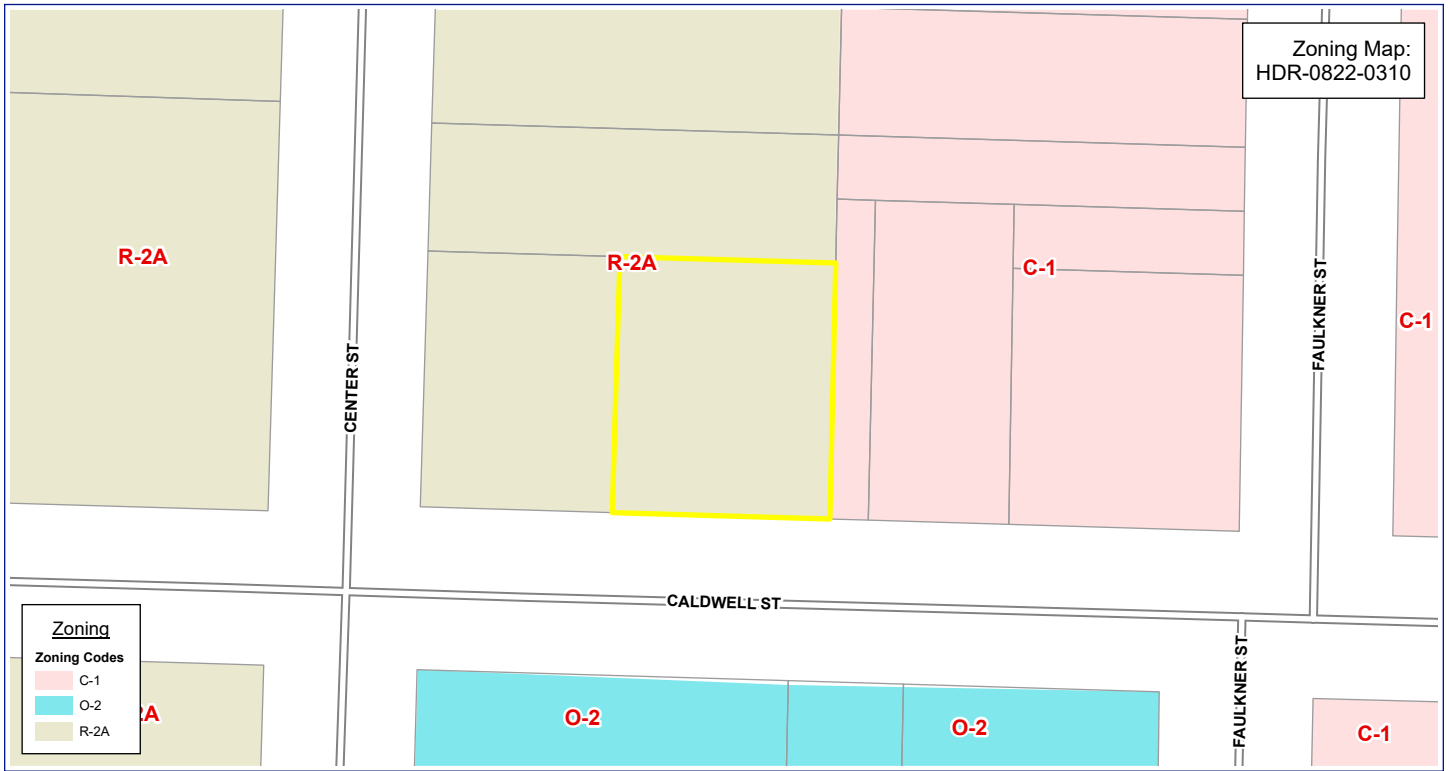 Zoning Map:
HDR-0822-0310
R-2A
R-2A
C-1
C-1
CENTER ST
FAULKNER ST
CALDWELL ST
FAULKNER ST
Zoning
Zoning Codes
C-1
O-2
R-2A
2A
O-2
O-2
C-1